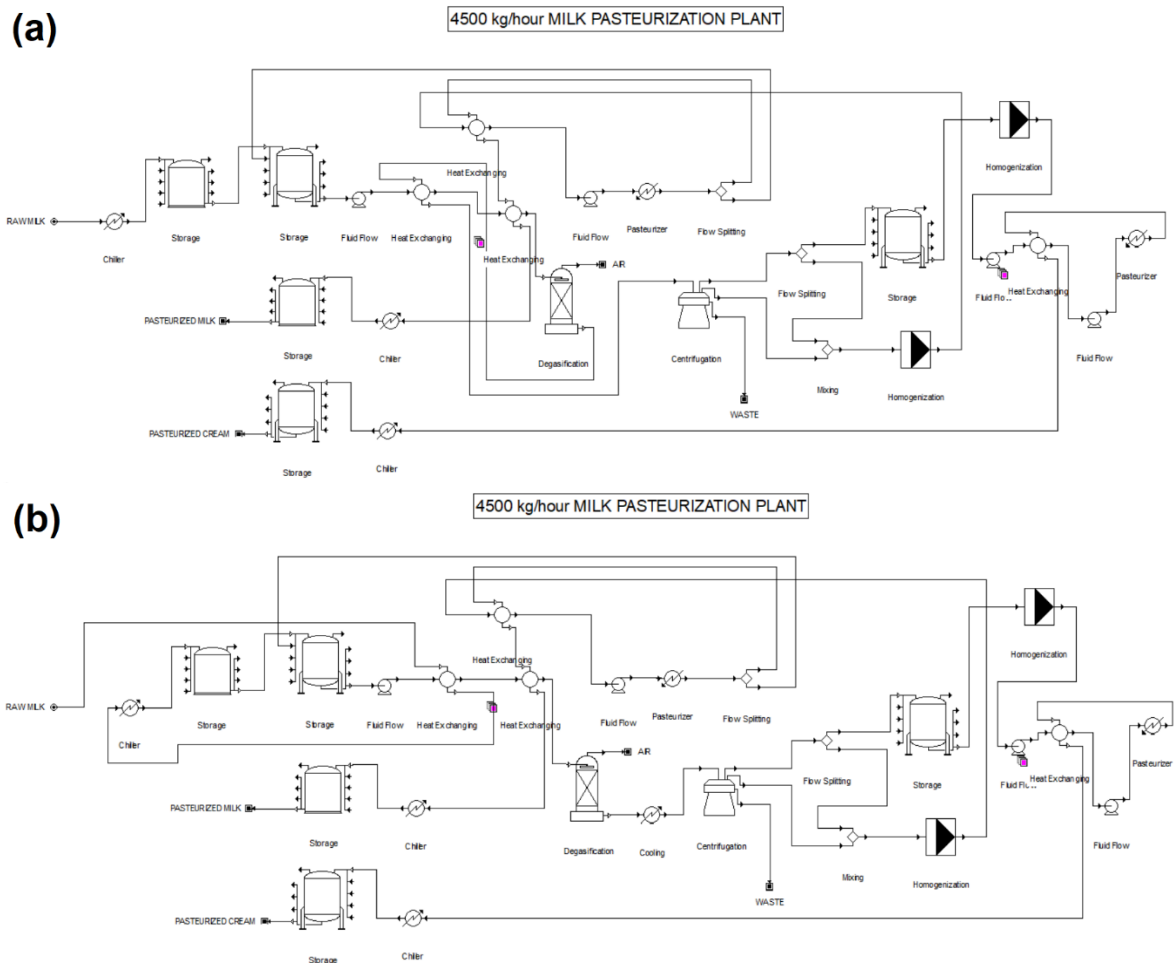 (a)
4500 kg/hour MILK PASTEURIZATION PLANT
Homogenization
Heat Exchanging
RAW MILK
Chiller
Storage
Storage
Fluid Flow
Heat Exchanging
Heat Exchanging
Fluid Flow
Pasteurizer
Flow Splitting
AIR
Pasteurizer
Flow Splitting
Storage
Fluid Flow
Heat Exchanging
PASTEURIZED MILK
Storage
Chiller
Degasification
Centrifugation
Fluid Flow
Mixing
Homogenization
WASTE
PASTEURIZED CREAM
Storage
Chiller
(b)
4500 kg/hour MILK PASTEURIZATION PLANT
Homogenization
Heat Exchanging
RAW MILK
Chiller
Storage
Storage
Fluid Flow
Heat Exchanging
Heat Exchanging
Fluid Flow
Pasteurizer
Flow Splitting
AIR
Pasteurizer
Flow Splitting
Storage
Fluid Flow
Heat Exchanging
PASTEURIZED MILK
Storage
Chiller
Degasification
Cooling
Centrifugation
Fluid Flow
Mixing
Homogenization
WASTE
PASTEURIZED CREAM
Storage
Chiller